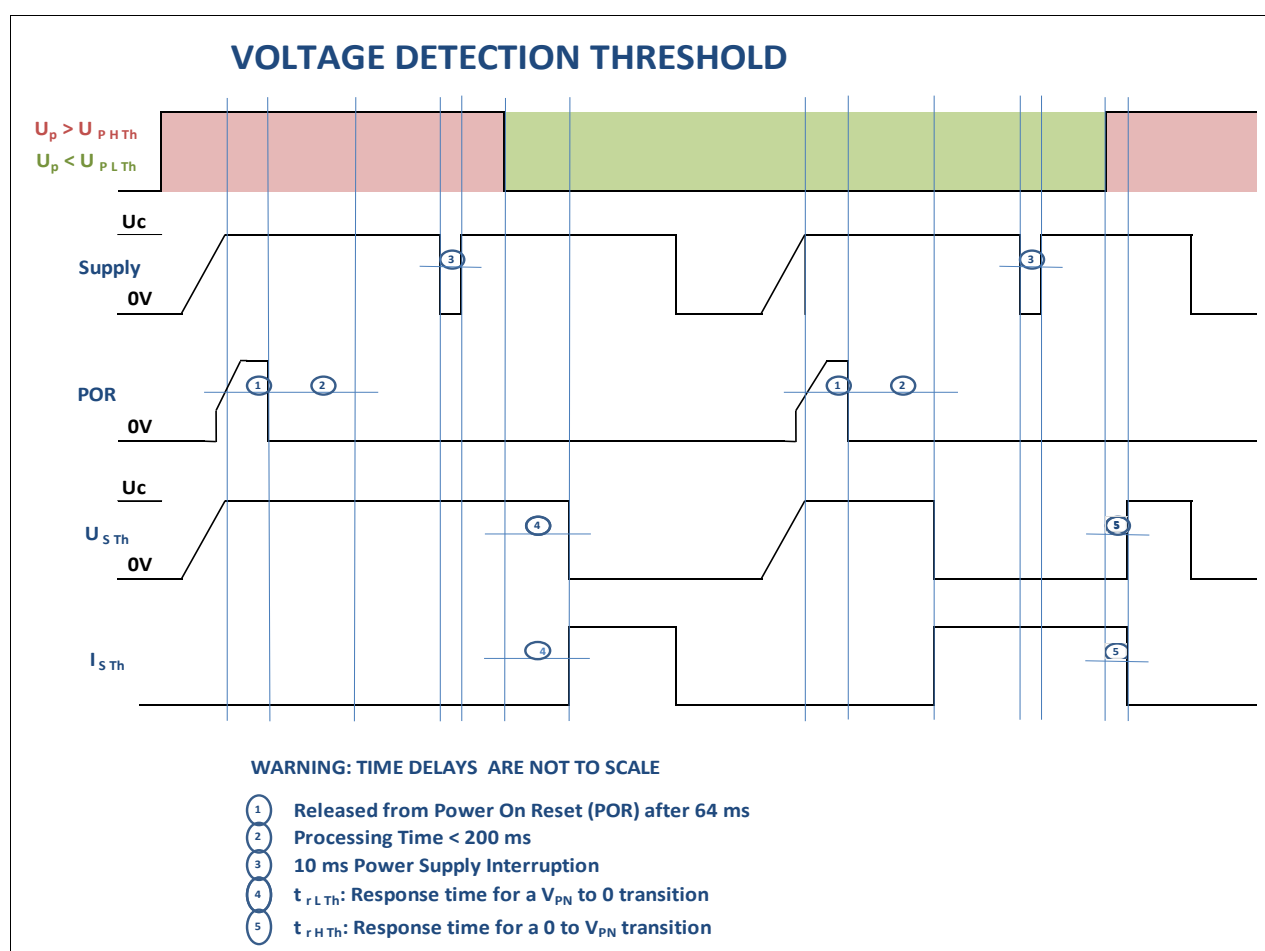 VOLTAGE DETECTION THRESHOLD
Up > U P H Th
Up < U P L Th
Uc
Supply
3
3
0V
POR
1
2
1
2
0V
Uc
U S Th
4
5
0V
I S Th
4
5
WARNING: TIME DELAYS ARE NOT TO SCALE
1 Released from Power On Reset (POR) after 64 ms
2 Processing Time < 200 ms
3 10 ms Power Supply Interruption
4 t r L Th: Response time for a VPN to 0 transition
5 t r H Th: Response time for a 0 to VPN transition